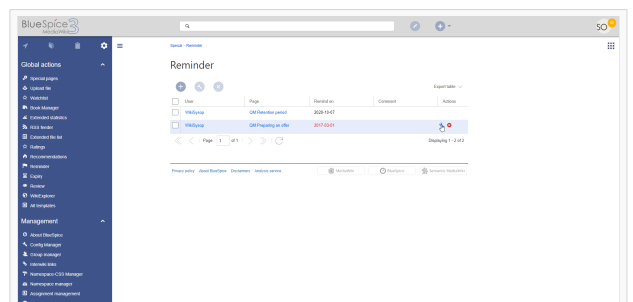 BlueSpice 3
MediaWiki
SO
Special Reminder
Global actions
Special pages
Upload file
Watchlist
Book Manager
Extended statistics
RSS feeder
Extended file list
Ratings
Recommendations
Reminder
Expiry
Review
WikiExplorer
All templates
Management
About BlueSpice
Config Manager
Group manager
Interwiki links
Namespace-CSS Manager
Namespace manager
Assignment management
Reminder
Export table
User Page Remind on Comment Actions
WikiSysop QM:Retention period 2020-10-07
WikiSysop QM:Preparing an offer 2017-03-01
Page 1 of 1 Displaying 1 - 2 of 2
Privacy policy About BlueSpice Disclaimers Analysis service MediaWiki BlueSpice Semantic MediaWiki